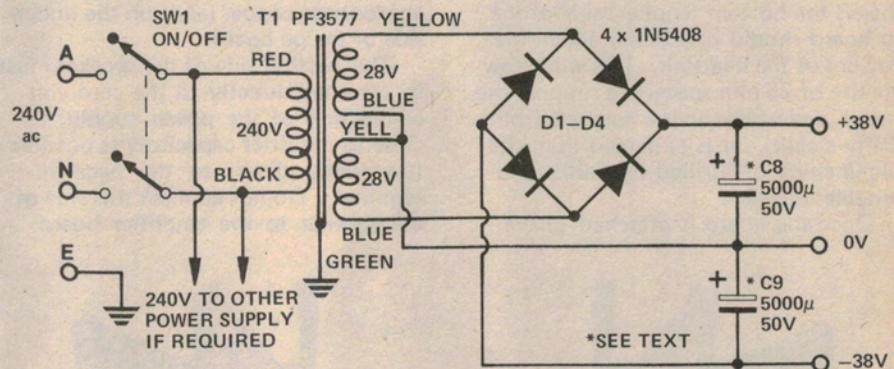 SW1
ON/OFF
T1 PF3577
YELLOW
4 x 1N5408
A
RED
28V
BLUE
240V
ac
240V
D1–D4
+38V
YELL
+
*
C8
5000μ
50V
N
BLACK
28V
BLUE
0V
E
GREEN
+
*
C9
5000μ
50V
240V TO OTHER
POWER SUPPLY
IF REQUIRED
*SEE TEXT
–38V